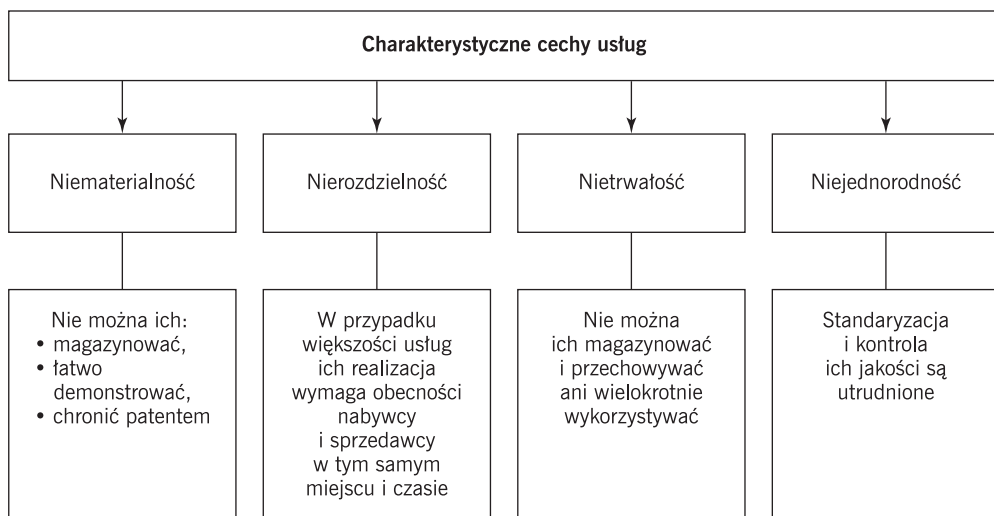 Charakterystyczne cechy usług
Niematerialność
Nierozdzielność
Nietrwałość
Niejednorodność
Nie można ich:
• magazynować,
• łatwo
demonstrować,
• chronić patentem
W przypadku
większości usług
ich realizacja
wymaga obecności
nabywcy
i sprzedawcy
w tym samym
miejscu i czasie
Nie można
ich magazynować
i przechowywać
ani wielokrotnie
wykorzystywać
Standaryzacja
i kontrola
ich jakości są
utrudnione